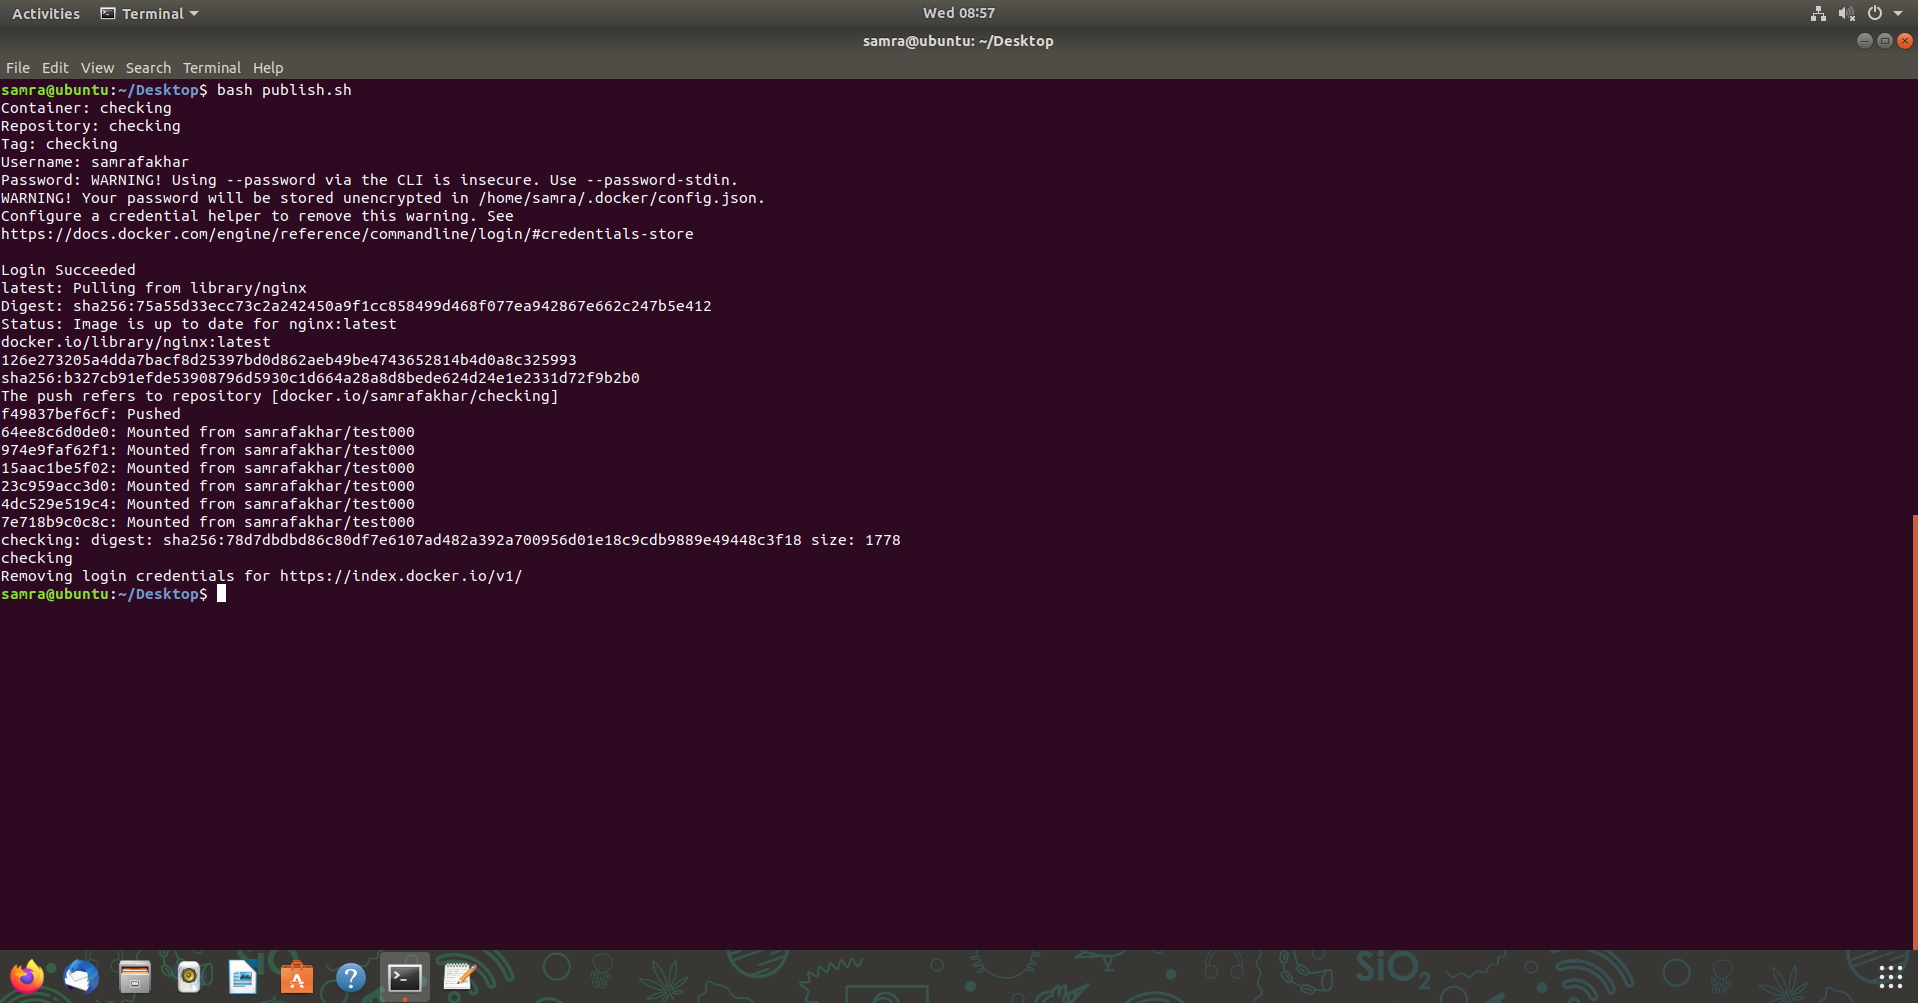 Activities Terminal Wed 08:57
samra@ubuntu: ~/Desktop
File Edit View Search Terminal Help
samra@ubuntu:~/Desktop$ bash publish.sh
Container: checking
Repository: checking
Tag: checking
Username: samrafakhar
Password: WARNING! Using --password via the CLI is insecure. Use --password-stdin.
WARNING! Your password will be stored unencrypted in /home/samra/.docker/config.json.
Configure a credential helper to remove this warning. See
https://docs.docker.com/engine/reference/commandline/login/#credentials-store
Login Succeeded
latest: Pulling from library/nginx
Digest: sha256:75a55d33ecc73c2a242450a9f1cc858499d468f077ea942867e662c247b5e412
Status: Image is up to date for nginx:latest
docker.io/library/nginx:latest
126e273205a4dda7bacf8d25397bd0d862aeb49be4743652814b4d0a8c325993
sha256:b327cb91efde53908796d5930c1d664a28a8d8bede624d24e1e2331d72f9b2b0
The push refers to repository [docker.io/samrafakhar/checking]
f49837bef6cf: Pushed
64ee8c6d0de0: Mounted from samrafakhar/test000
974e9faf62f1: Mounted from samrafakhar/test000
15aac1be5f02: Mounted from samrafakhar/test000
23c959acc3d0: Mounted from samrafakhar/test000
4dc529e519c4: Mounted from samrafakhar/test000
7e718b9c0c8c: Mounted from samrafakhar/test000
checking: digest: sha256:78d7dbdbd86c80df7e6107ad482a392a700956d01e18c9cdb9889e49448c3f18 size: 1778
checking
Removing login credentials for https://index.docker.io/v1/
samra@ubuntu:~/Desktop$
SiO2